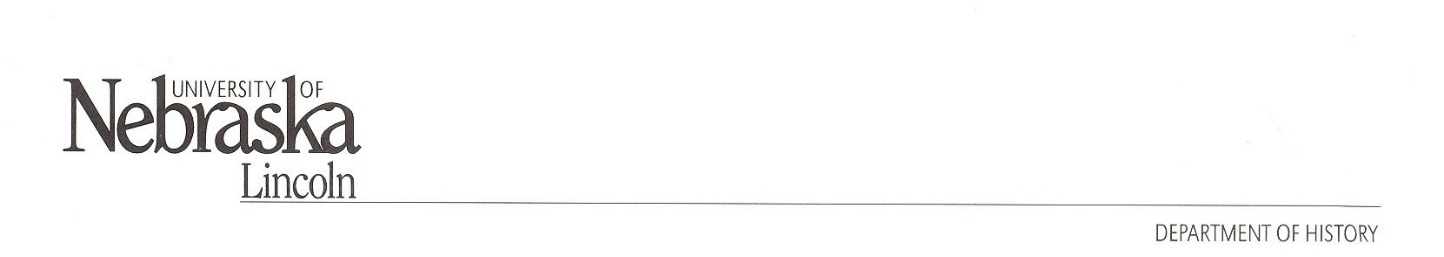 UNIVERSITY OF
Nebraska
Lincoln
DEPARTMENT OF HISTORY